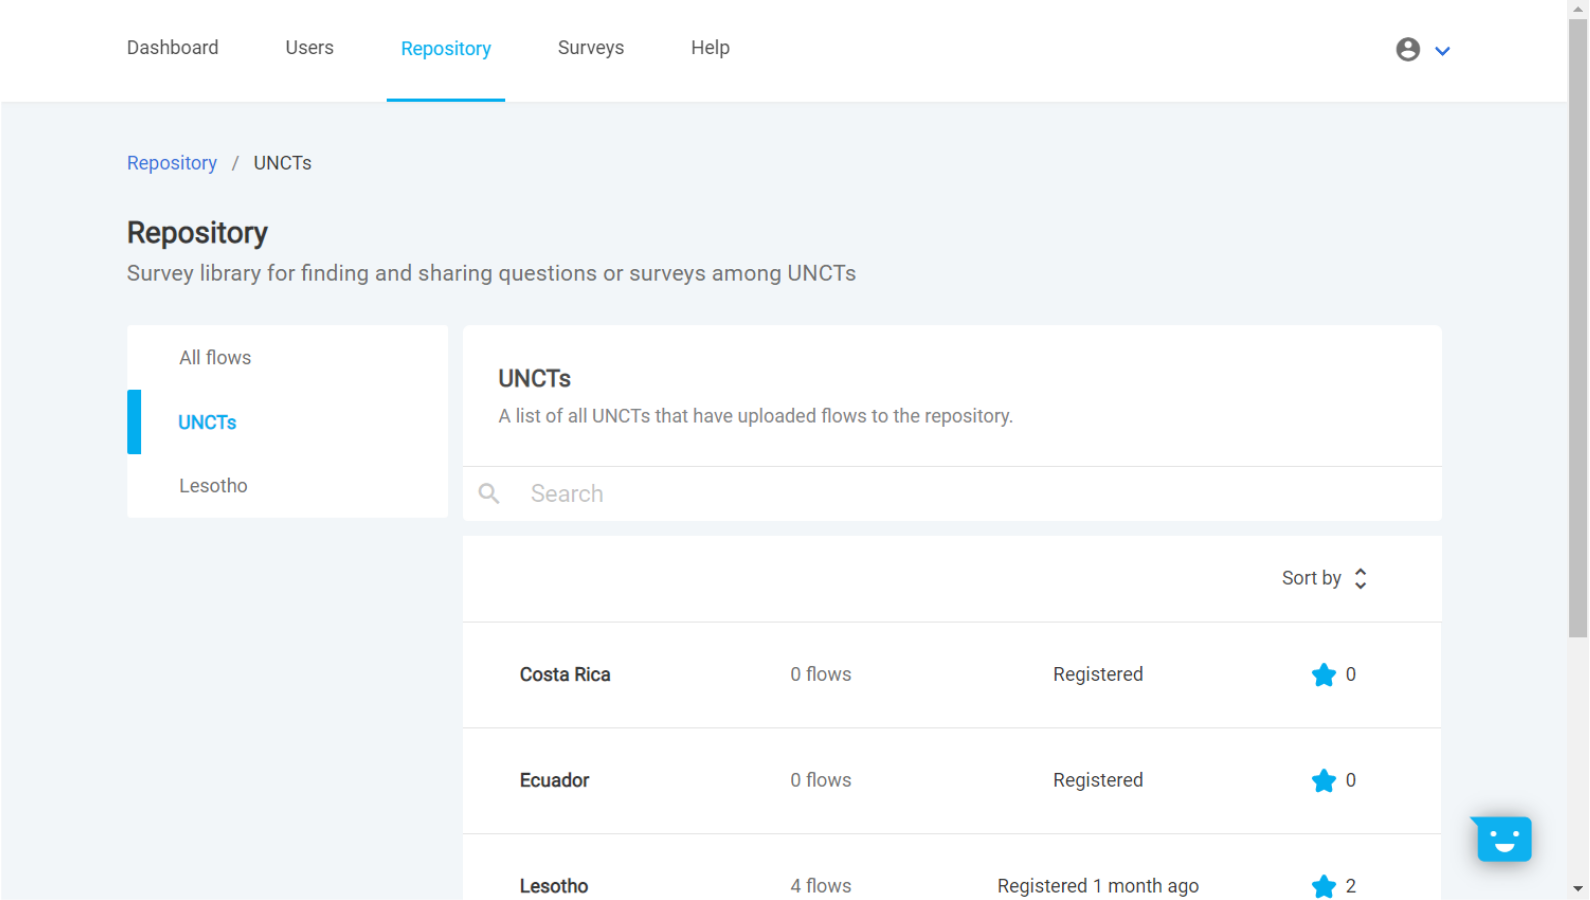 Dashboard Users Repository Surveys Help
Repository / UNCTs
Repository
Survey library for finding and sharing questions or surveys among UNCTs
All flows
UNCTs
Lesotho
UNCTs
A list of all UNCTs that have uploaded flows to the repository.
Search
Sort by
Costa Rica 0 flows Registered 0
Ecuador 0 flows Registered 0
Lesotho 4 flows Registered 1 month ago 2